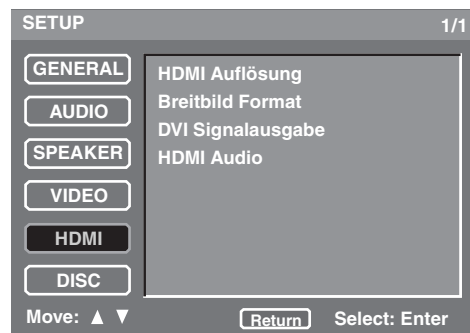 SETUP 1/1
GENERAL
AUDIO
SPEAKER
VIDEO
HDMI
DISC
HDMI Auflösung
Breitbild Format
DVI Signalausgabe
HDMI Audio
Move: ▲ ▼ Return Select: Enter